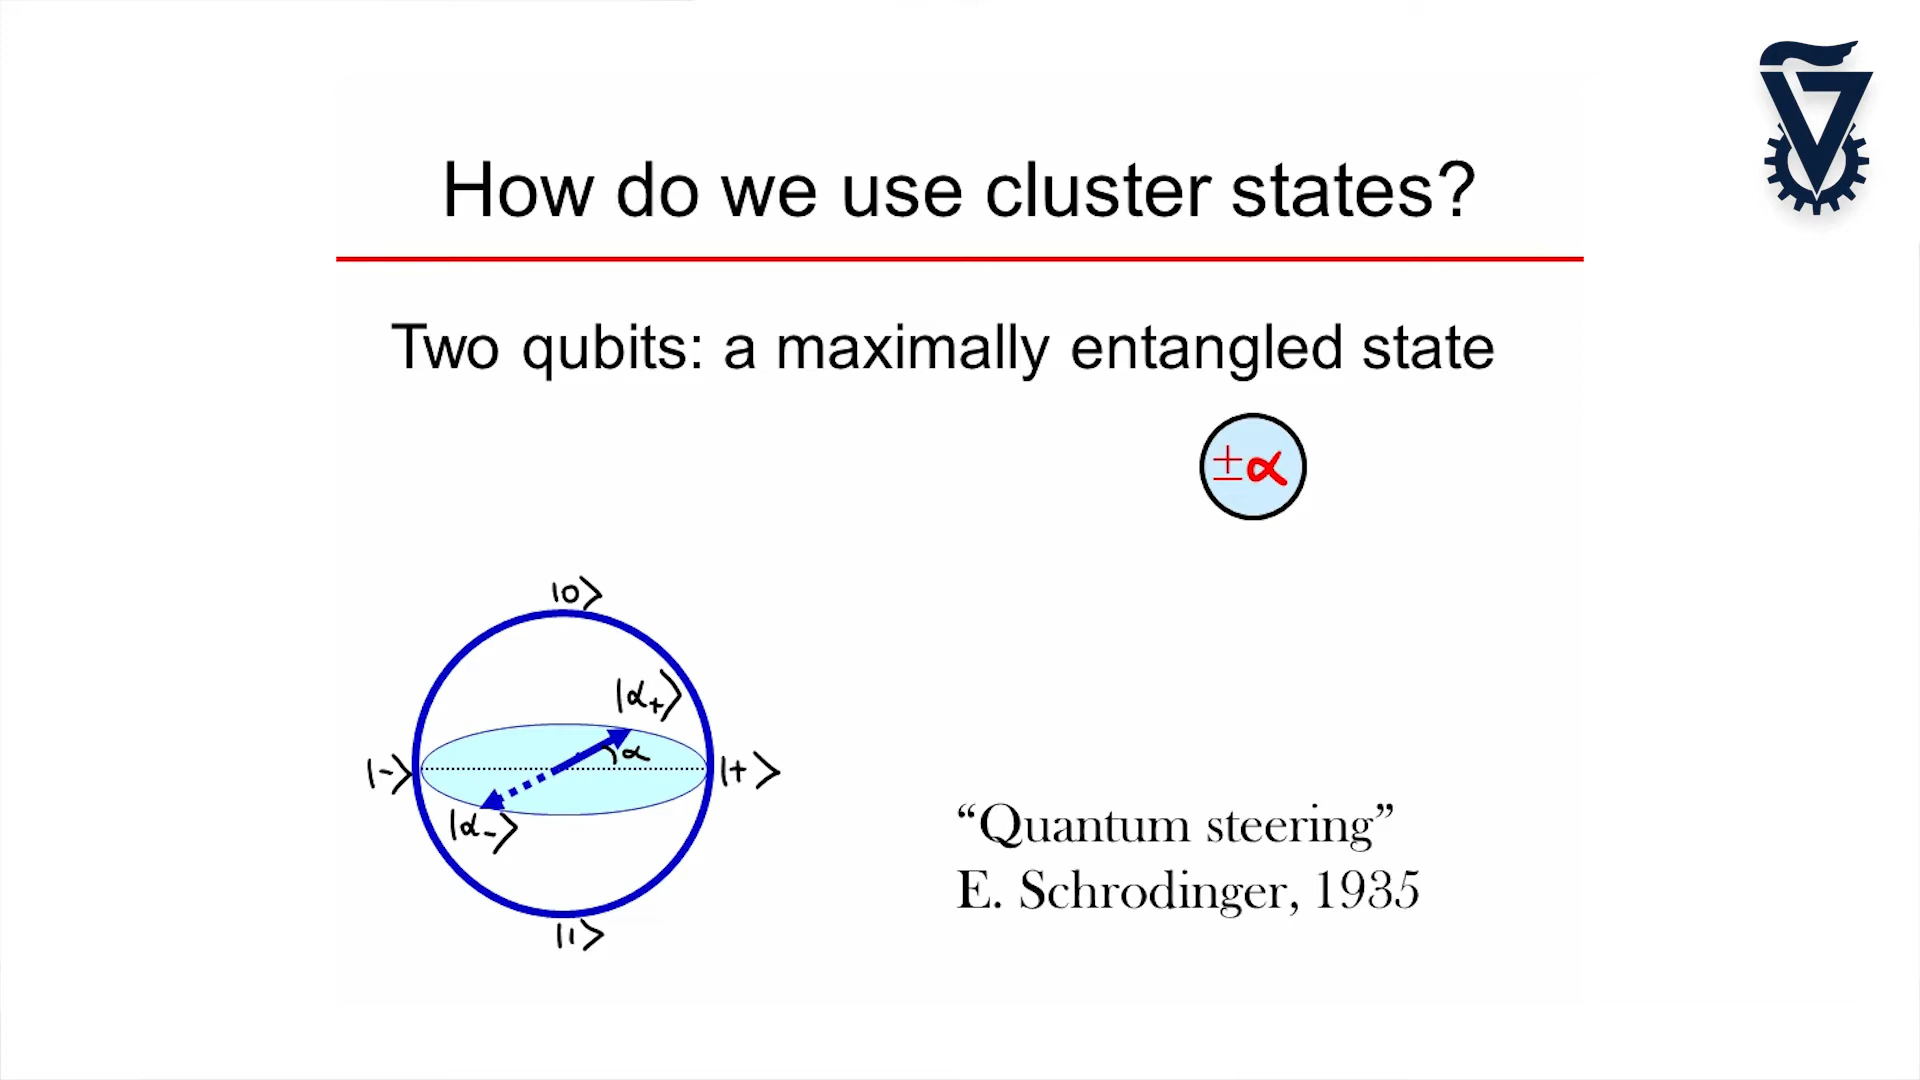 How do we use cluster states?
Two qubits: a maximally entangled state
±α
|0⟩
|α+⟩
α
|-⟩
|+⟩
|α-⟩
|1⟩
“Quantum steering”
E. Schrodinger, 1935